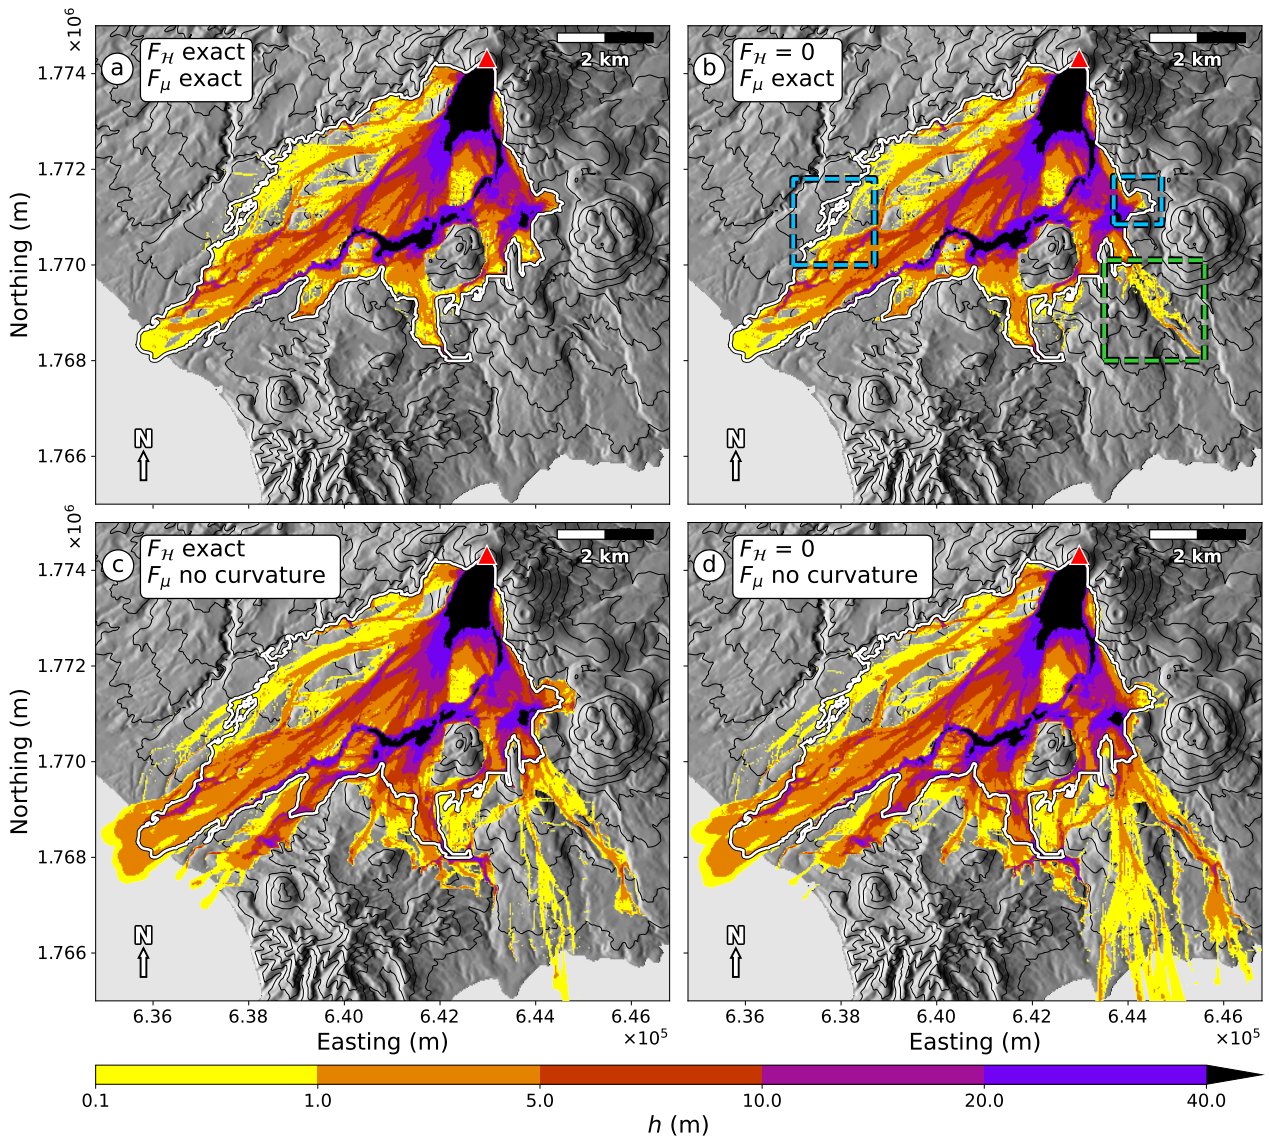 ×10⁶
a
F_ℋ exact
F_μ exact
2 km
b
F_ℋ = 0
F_μ exact
2 km
1.774
1.772
1.770
1.768
1.766
Northing (m)
N
N
×10⁶
c
F_ℋ exact
F_μ no curvature
2 km
d
F_ℋ = 0
F_μ no curvature
2 km
1.774
1.772
1.770
1.768
1.766
Northing (m)
N
N
6.36 6.38 6.40 6.42 6.44 6.46
Easting (m) ×10⁵
6.36 6.38 6.40 6.42 6.44 6.46
Easting (m) ×10⁵
0.1 1.0 5.0 10.0 20.0 40.0
h (m)